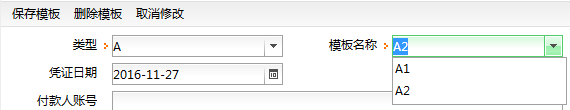 保存模板 删除模板 取消修改
类型 A 模板名称 A2
A1
凭证日期 2016-11-27
A2
付款人账号